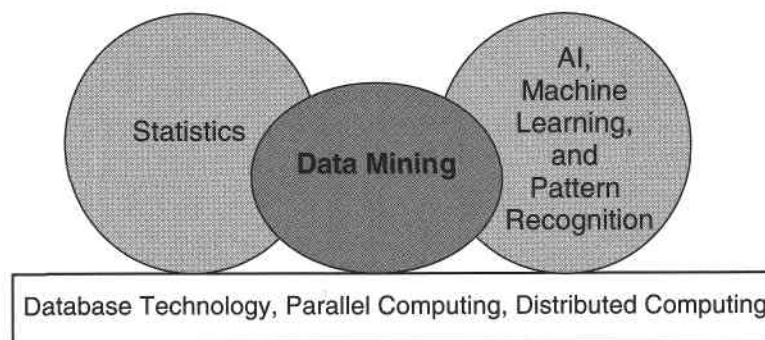 Statistics
Data Mining
AI,
Machine
Learning,
and
Pattern
Recognition
Database Technology, Parallel Computing, Distributed Computing